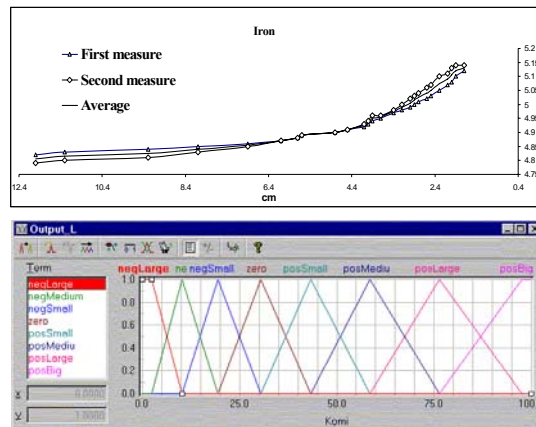 Iron
First measure
Second measure
Average
5.2
5.15
5.1
5.05
5
4.95
4.9
4.85
4.8
4.75
12.4 10.4 8.4 6.4 4.4 2.4 0.4
cm
Output_L
Term
negLarge
negMedium
negSmall
zero
posSmall
posMediu
posLarge
posBig
x 0.0000
Y 1.0000
negLarge ne negSmall zero posSmall posMediu posLarge posBig
1.0
0.8
0.6
0.4
0.2
0.0
0.0 25.0 50.0 75.0 100.
Komi